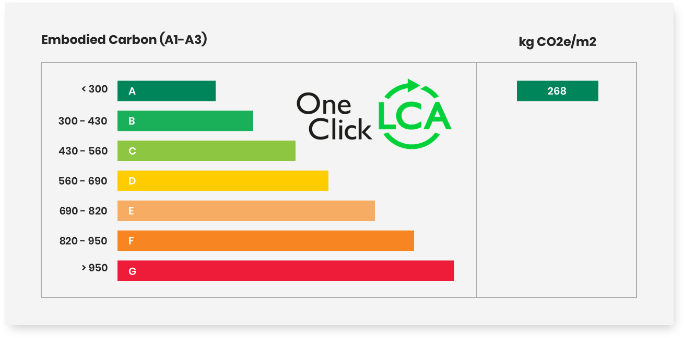 Embodied Carbon (A1-A3)
kg CO2e/m2
< 300 A
268
300 - 430 B
430 - 560 C
560 - 690 D
690 - 820 E
820 - 950 F
> 950 G
One
Click
LCA